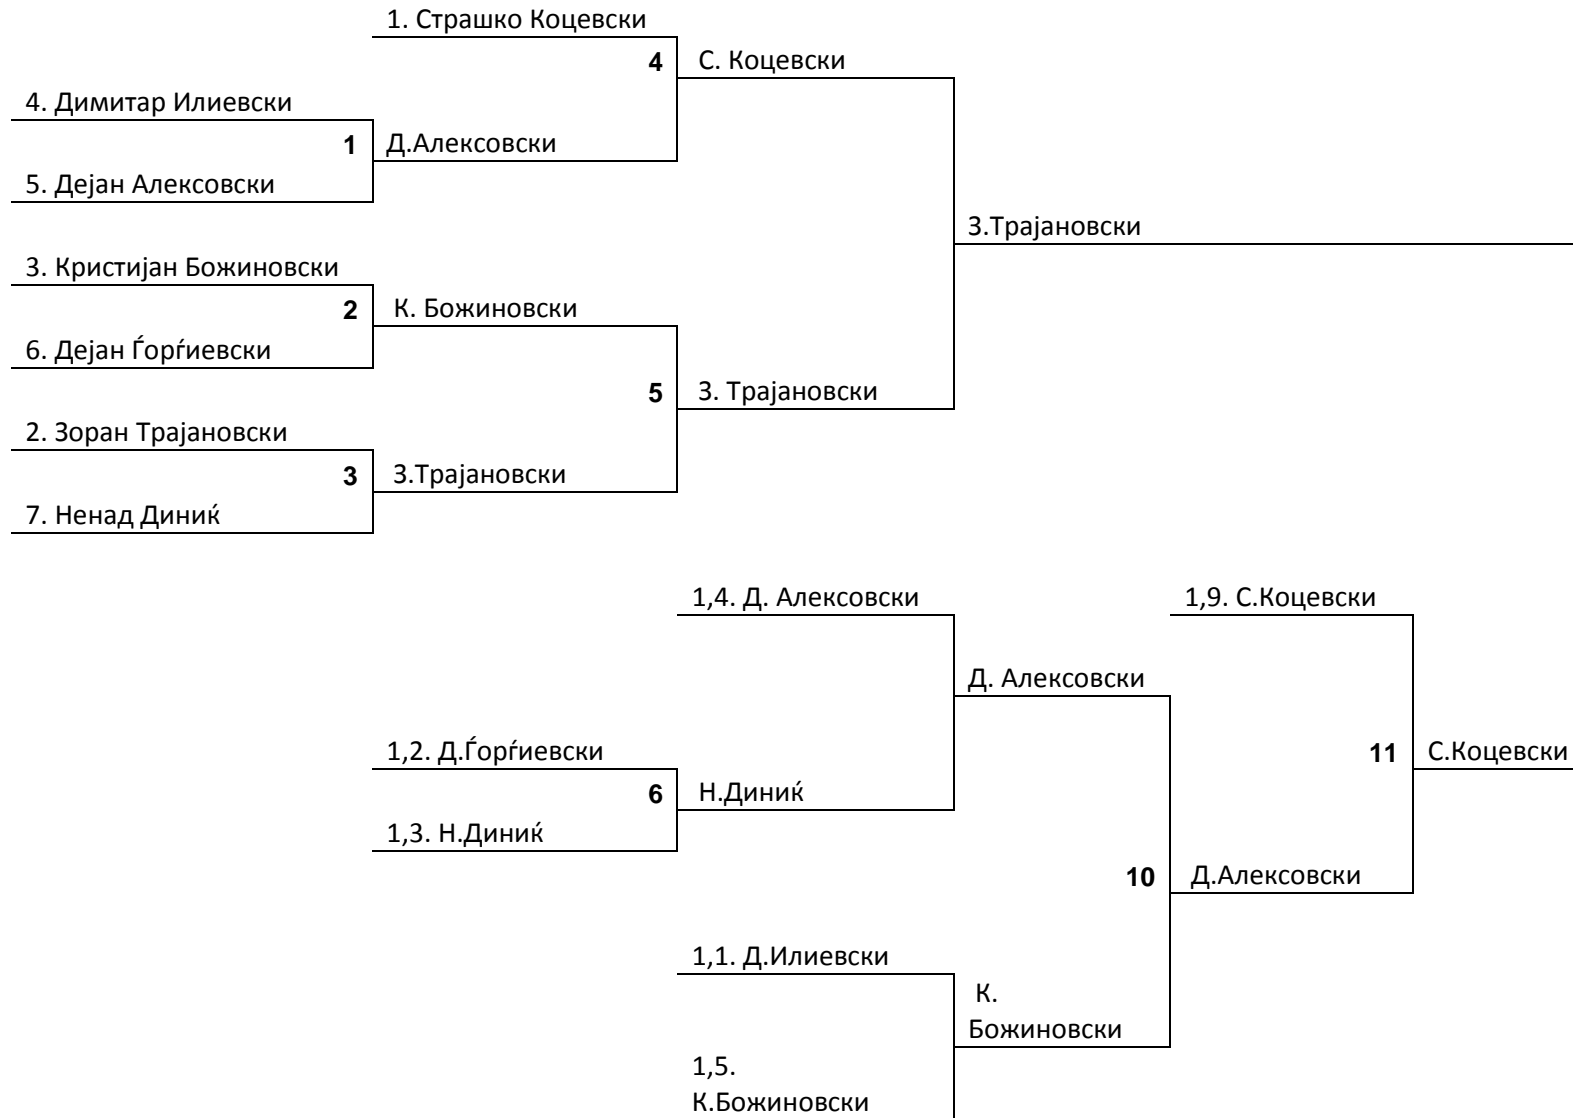 1. Страшко Коцевски
4
С. Коцевски
4. Димитар Илиевски
1
Д.Алексовски
5. Дејан Алексовски
З.Трајановски
3. Кристијан Божиновски
2
К. Божиновски
6. Дејан Ѓорѓиевски
5
З. Трајановски
2. Зоран Трајановски
3
З.Трајановски
7. Ненад Диниќ
1,4. Д. Алексовски
1,9. С.Коцевски
Д. Алексовски
1,2. Д.Ѓорѓиевски
11
С.Коцевски
6
Н.Диниќ
1,3. Н.Диниќ
10
Д.Алексовски
1,1. Д.Илиевски
К.
Божиновски
1,5.
К.Божиновски